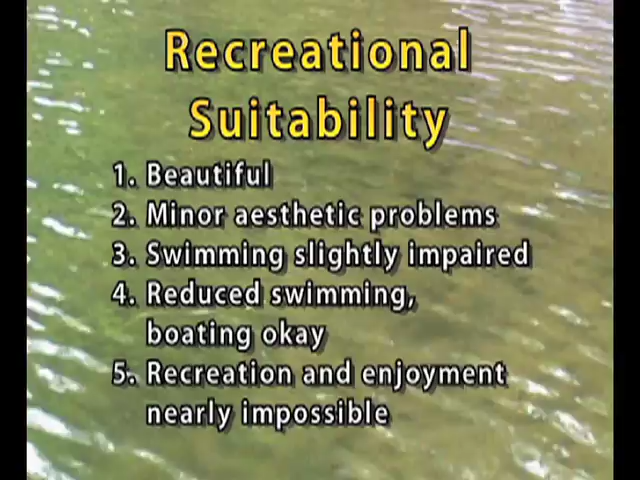 Recreational
Suitability
1. Beautiful
2. Minor aesthetic problems
3. Swimming slightly impaired
4. Reduced swimming,
boating okay
5. Recreation and enjoyment
nearly impossible